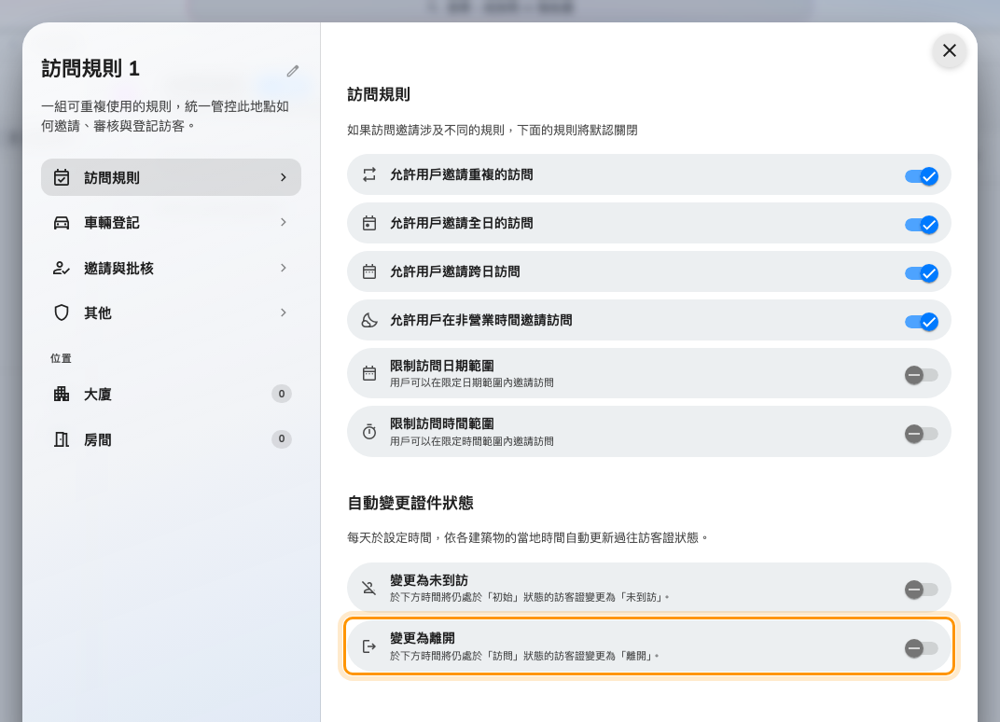 訪問規則 1
一組可重複使用的規則，統一管控此地點如
何邀請、審核與登記訪客。
訪問規則
車輛登記
邀請與批核
其他
位置
大廈 0
房間 0
訪問規則
如果訪問邀請涉及不同的規則，下面的規則將默認關閉
允許用戶邀請重複的訪問
允許用戶邀請全日的訪問
允許用戶邀請跨日訪問
允許用戶在非營業時間邀請訪問
限制訪問日期範圍
用戶可以在限定日期範圍內邀請訪問
限制訪問時間範圍
用戶可以在限定時間範圍內邀請訪問
自動變更證件狀態
每天於設定時間，依各建築物的當地時間自動更新過往訪客證狀態。
變更為未到訪
於下方時間將仍處於「初始」狀態的訪客證變更為「未到訪」。
變更為離開
於下方時間將仍處於「訪問」狀態的訪客證變更為「離開」。